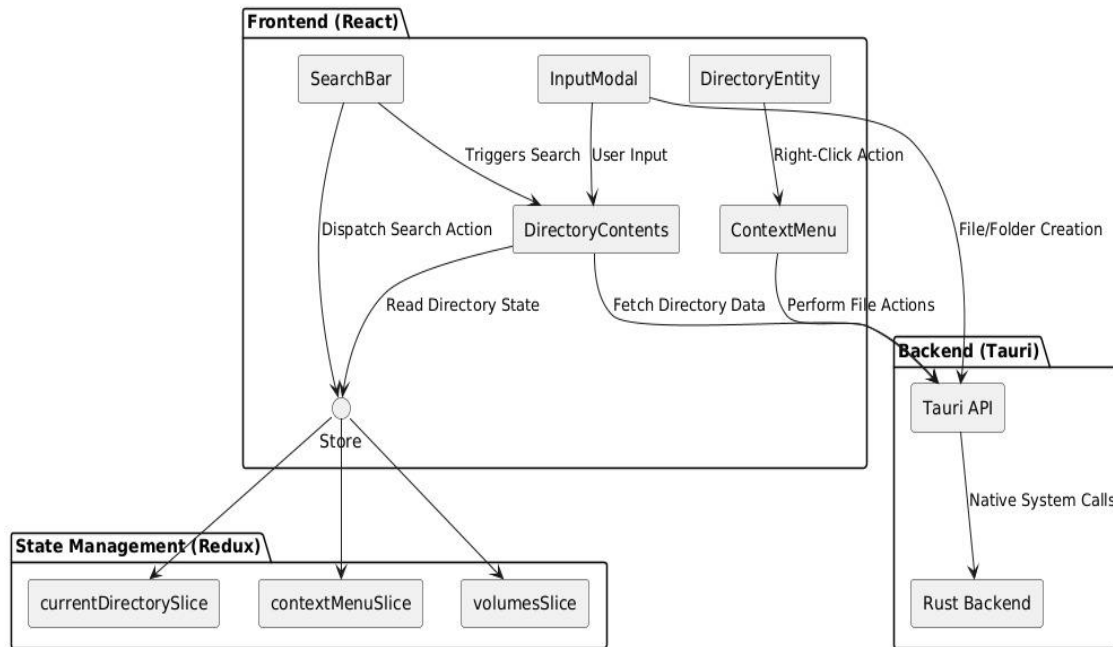 Frontend (React)
SearchBar
InputModal
DirectoryEntity
Triggers Search
User Input
Right-Click Action
Dispatch Search Action
DirectoryContents
ContextMenu
File/Folder Creation
Read Directory State
Fetch Directory Data
Perform File Actions
Backend (Tauri)
Tauri API
Store
Native System Calls
State Management (Redux)
currentDirectorySlice
contextMenuSlice
volumesSlice
Rust Backend